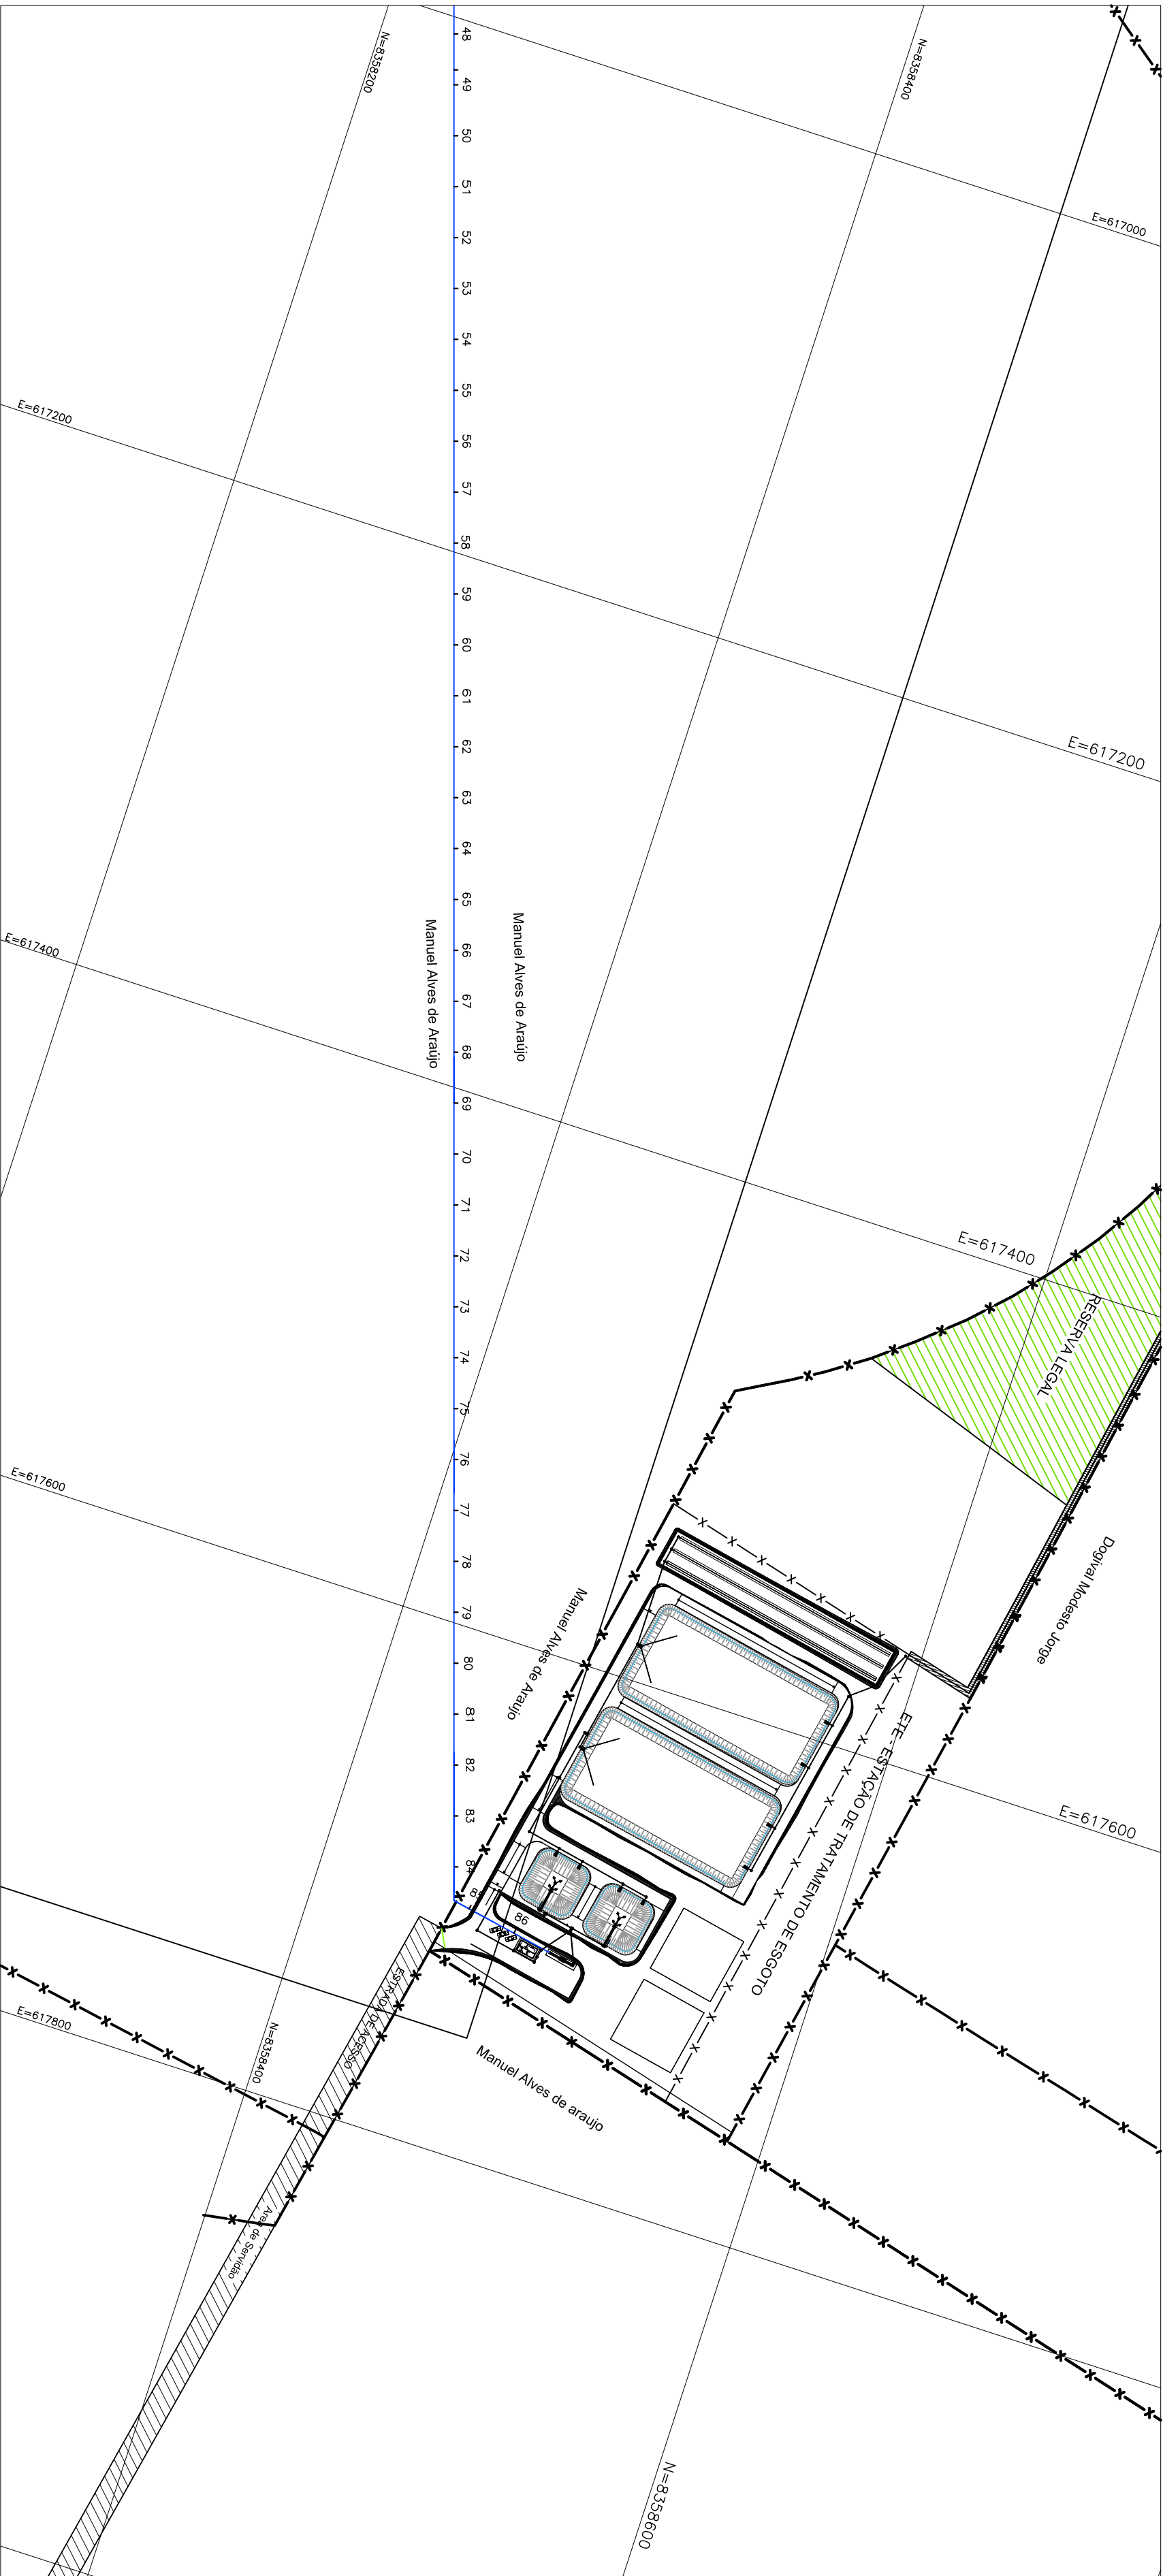 N=8358200
N=8358400
E=617000
48
49
50
51
52
53
54
55
56
57
58
59
60
61
62
63
64
65
66
67
68
69
70
71
72
73
74
75
76
77
78
79
80
81
82
83
84
86
E=617200
E=617200
Manuel Alves de Araújo
Manuel Alves de Araújo
E=617400
E=617400
RESERVA LEGAL
E=617600
Dogival Modesto Jorge
Manuel Alves de Araujo
ETE - ESTAÇÃO DE TRATAMENTO DE ESGOTO
E=617600
ESTRADA DE ACESSO
E=617800
N=8358400
Manuel Alves de araujo
Area de Servidão
N=8358600